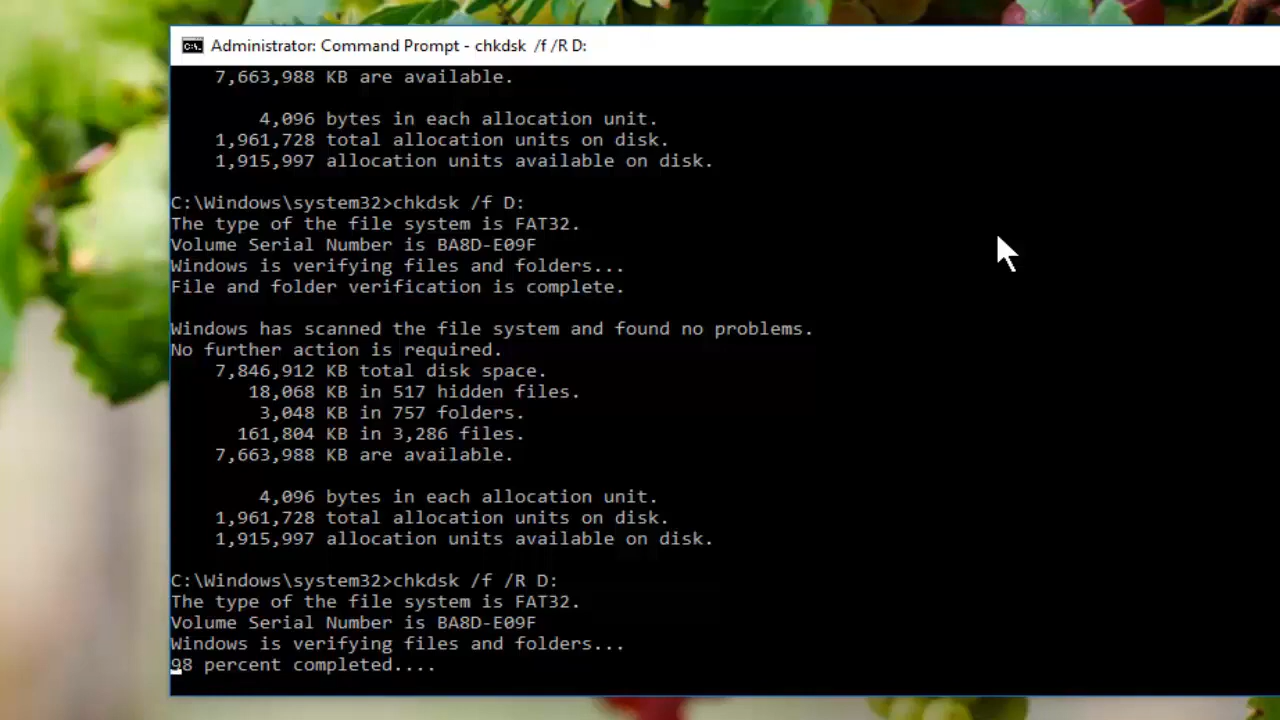 Administrator: Command Prompt - chkdsk /f /R D:
7,663,988 KB are available.
4,096 bytes in each allocation unit.
1,961,728 total allocation units on disk.
1,915,997 allocation units available on disk.
C:\Windows\system32>chkdsk /f D:
The type of the file system is FAT32.
Volume Serial Number is BA8D-E09F
Windows is verifying files and folders...
File and folder verification is complete.
Windows has scanned the file system and found no problems.
No further action is required.
7,846,912 KB total disk space.
18,068 KB in 517 hidden files.
3,048 KB in 757 folders.
161,804 KB in 3,286 files.
7,663,988 KB are available.
4,096 bytes in each allocation unit.
1,961,728 total allocation units on disk.
1,915,997 allocation units available on disk.
C:\Windows\system32>chkdsk /f /R D:
The type of the file system is FAT32.
Volume Serial Number is BA8D-E09F
Windows is verifying files and folders...
98 percent completed....